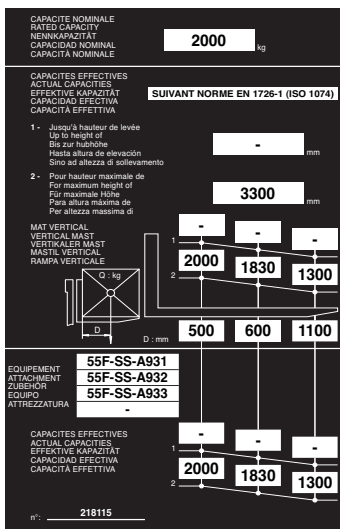 CAPACITE NOMINALE
RATED CAPACITY
NENNKAPAZITÄT
CAPACIDAD NOMINAL
CAPACITÀ NOMINALE
2000 kg
CAPACITES EFFECTIVES
ACTUAL CAPACITIES
EFFEKTIVE KAPAZITÄT
CAPACIDAD EFECTIVA
CAPACITÀ EFFETTIVA
SUIVANT NORME EN 1726-1 (ISO 1074)
1 - Jusqu'à hauteur de levée
Up to height of
Bis zur hubhöhe
Hasta altura de elevación
Sino ad altezza di sollevamento
- mm
2 - Pour hauteur maximale de
For maximum height of
Für maximale Höhe
Para altura máxima de
Per altezza massima di
3300 mm
MAT VERTICAL
VERTICAL MAST
VERTIKALER MAST
MASTIL VERTICAL
RAMPA VERTICALE
1 - - -
2 2000 1830 1300
Q : kg
D
D : mm 500 600 1100
EQUIPEMENT
ATTACHMENT
ZUBEHÖR
EQUIPO
ATTREZZATURA
55F-SS-A931
55F-SS-A932
55F-SS-A933
-
CAPACITES EFFECTIVES
ACTUAL CAPACITIES
EFFEKTIVE KAPAZITÄT
CAPACIDAD EFECTIVA
CAPACITÀ EFFETTIVA
1 - - -
2 2000 1830 1300
n°: 218115